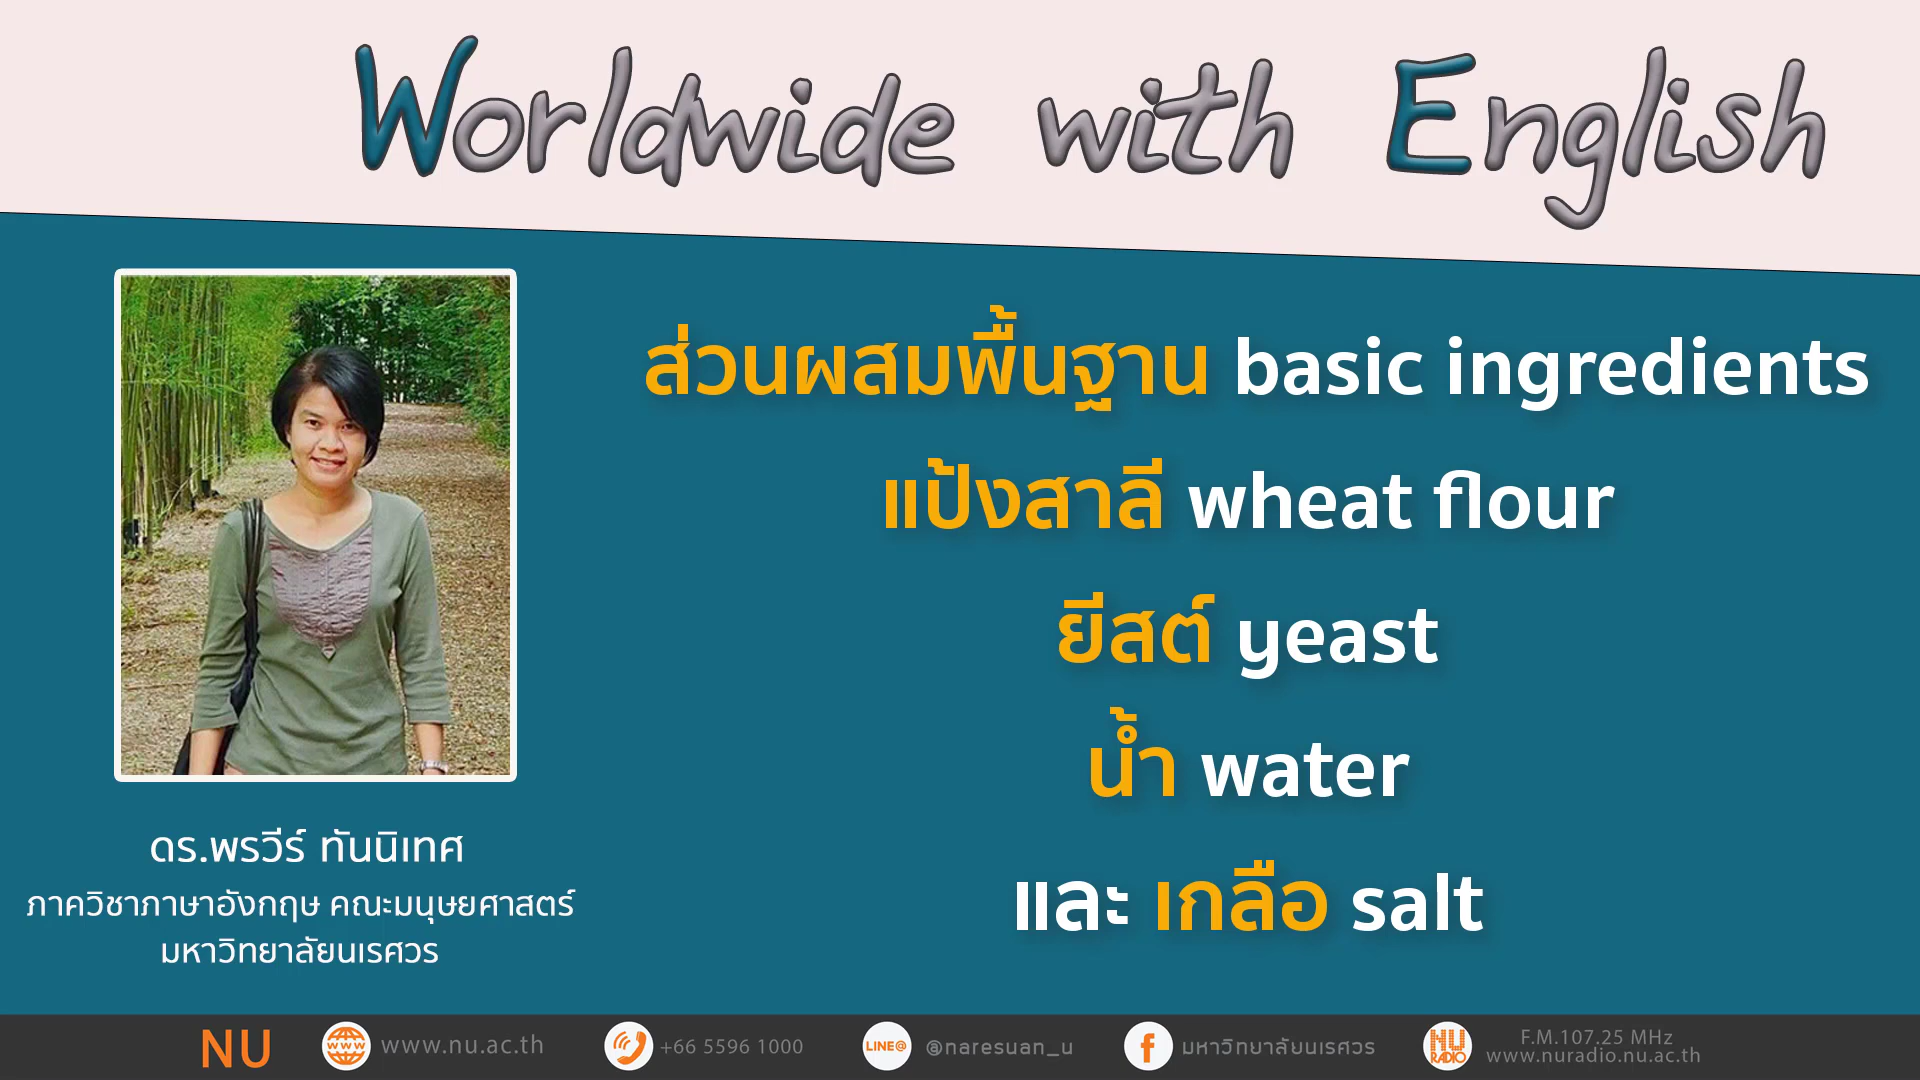 Worldwide with English
ส่วนผสมพื้นฐาน basic ingredients
แป้งสาลี wheat flour
ยีสต์ yeast
น้ำ water
และ เกลือ salt
ดร.พรวีร์ ทันนิเทศ
ภาควิชาภาษาอังกฤษ คณะมนุษยศาสตร์
มหาวิทยาลัยนเรศวร
NU
www
www.nu.ac.th
+66 5596 1000
LINE@
@naresuan_u
f
มหาวิทยาลัยนเรศวร
NU
RADIO
F.M.107.25 MHz
www.nuradio.nu.ac.th